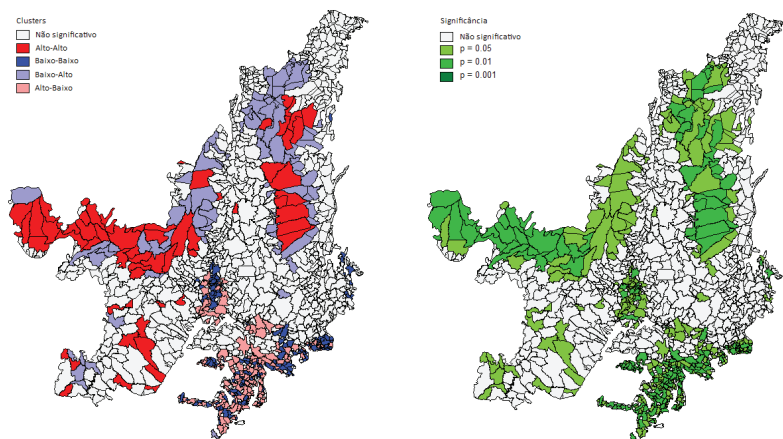 Clusters
Não significativo
Alto-Alto
Baixo-Baixo
Baixo-Alto
Alto-Baixo
Significância
Não significativo
p = 0.05
p = 0.01
p = 0.001